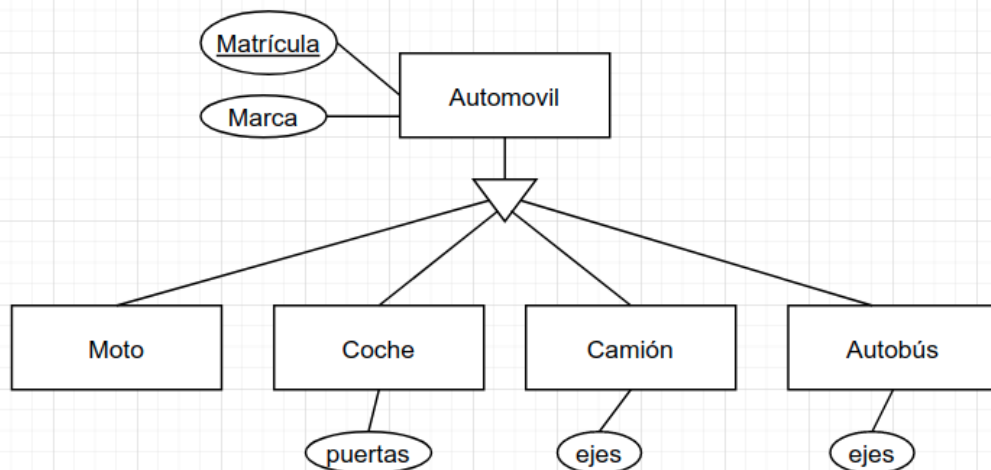 Matrícula
Automovil
Marca
Moto
Coche
Camión
Autobús
puertas
ejes
ejes